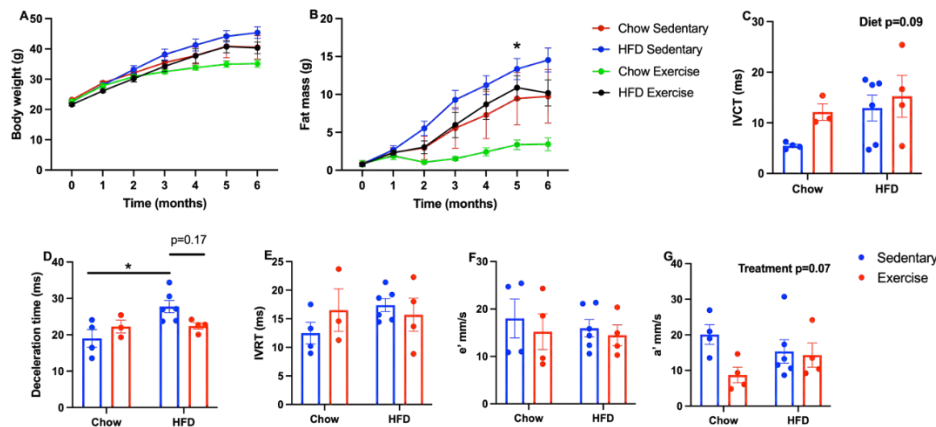 A
Body weight (g)
50
40
30
20
10
0
0 1 2 3 4 5 6
Time (months)
B
Fat mass (g)
20
15
10
5
0
*
0 1 2 3 4 5 6
Time (months)
Chow Sedentary
HFD Sedentary
Chow Exercise
HFD Exercise
C
Diet p=0.09
IVCT (ms)
30
20
10
0
Chow HFD
D
p=0.17
*
Deceleration time (ms)
40
30
20
10
0
Chow HFD
E
IVRT (ms)
30
20
10
0
Chow HFD
F
e' mm/s
30
20
10
0
Chow HFD
G
Treatment p=0.07
a' mm/s
40
30
20
10
0
Chow HFD
Sedentary
Exercise